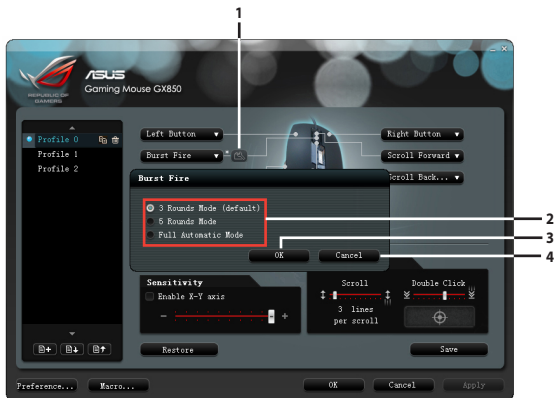 1
ASUS
Gaming Mouse GX850
REPUBLIC OF
GAMERS
Profile 0
Profile 1
Profile 2
Left Button
Burst Fire
Right Button
Scroll Forward
Scroll Back...
Burst Fire
3 Rounds Mode (default)
5 Rounds Mode
Full Automatic Mode
2
OK
3
Cancel
4
Sensitivity
Enable X-Y axis
- +
Scroll
3 lines
per scroll
Double Click
Restore
Save
Preference...
Macro...
OK
Cancel
Apply